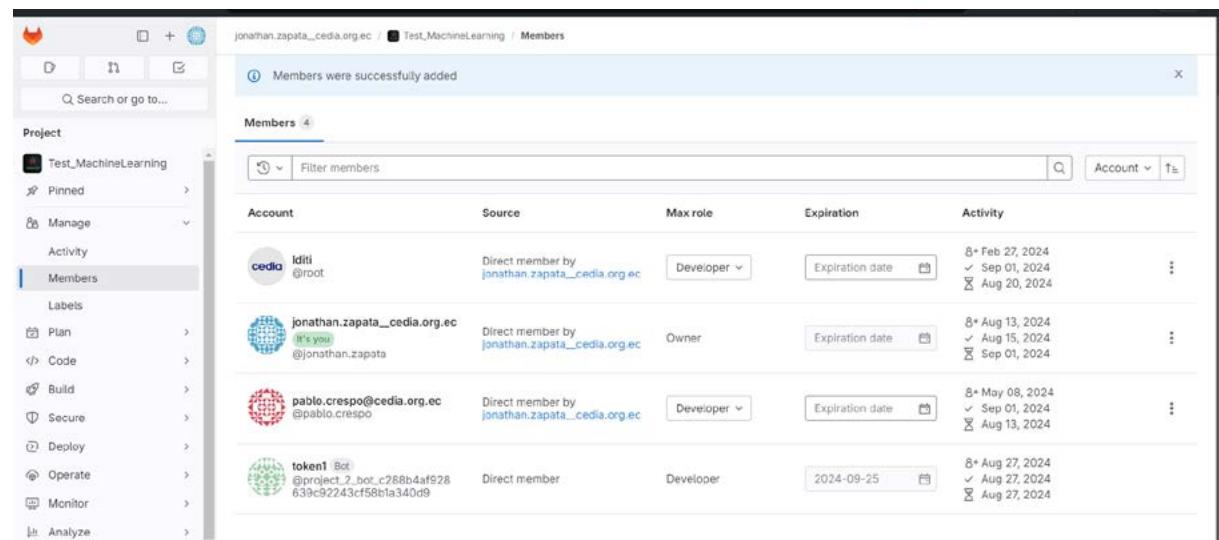 jonathan.zapata__cedia.org.ec / Test_MachineLearning / Members
Search or go to...
Project
Test_MachineLearning
Pinned
Manage
Activity
Members
Labels
Plan
Code
Build
Secure
Deploy
Operate
Monitor
Analyze
Members were successfully added
Members 4
Filter members
Account
Account Source Max role Expiration Activity
cedia
Iditi
@root
Direct member by
jonathan.zapata__cedia.org.ec
Developer
Expiration date
Feb 27, 2024
Sep 01, 2024
Aug 20, 2024
jonathan.zapata__cedia.org.ec
It's you
@jonathan.zapata
Direct member by
jonathan.zapata__cedia.org.ec
Owner
Expiration date
Aug 13, 2024
Aug 15, 2024
Sep 01, 2024
pablo.crespo@cedia.org.ec
@pablo.crespo
Direct member by
jonathan.zapata__cedia.org.ec
Developer
Expiration date
May 08, 2024
Sep 01, 2024
Aug 13, 2024
token1 Bot
@project_2_bot_c288b4af928
639c92243cf58b1a340d9
Direct member
Developer
2024-09-25
Aug 27, 2024
Aug 27, 2024
Aug 27, 2024